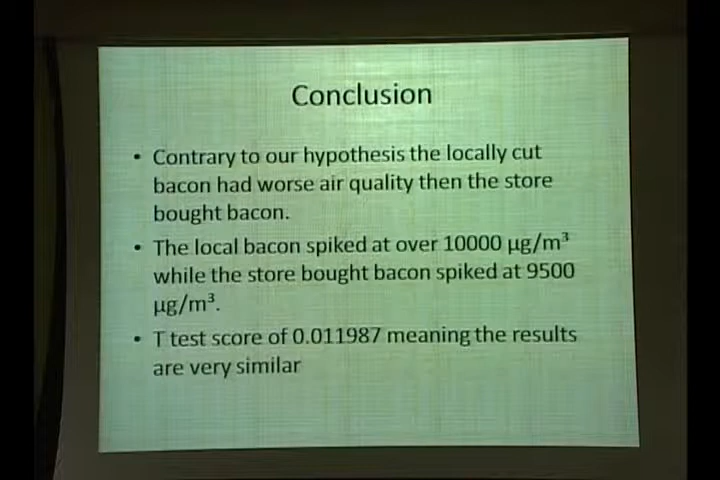 Conclusion
• Contrary to our hypothesis the locally cut
bacon had worse air quality then the store
bought bacon.
• The local bacon spiked at over 10000 µg/m³
while the store bought bacon spiked at 9500
µg/m³.
• T test score of 0.011987 meaning the results
are very similar